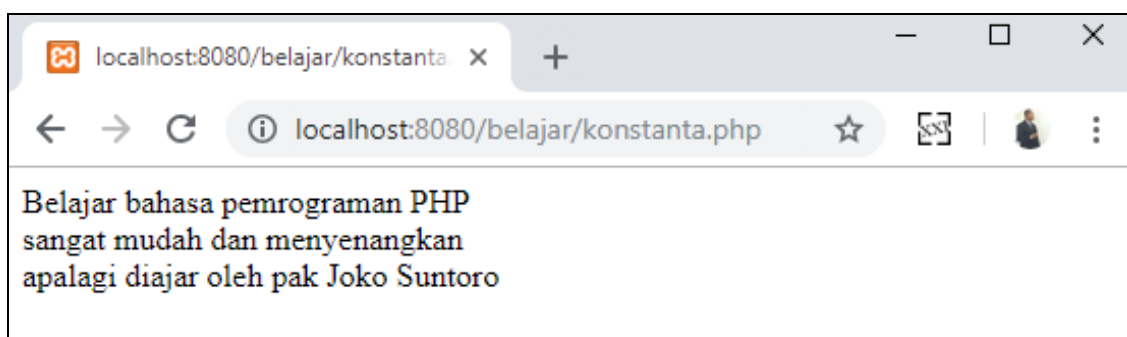 localhost:8080/belajar/konstanta.
localhost:8080/belajar/konstanta.php
Belajar bahasa pemrograman PHP
sangat mudah dan menyenangkan
apalagi diajar oleh pak Joko Suntoro